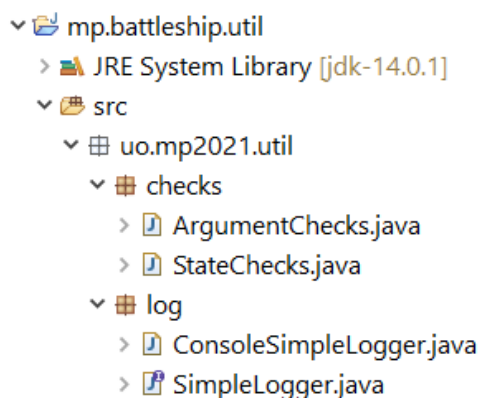 mp.battleship.util
JRE System Library [jdk-14.0.1]
src
uo.mp2021.util
checks
ArgumentChecks.java
StateChecks.java
log
ConsoleSimpleLogger.java
SimpleLogger.java